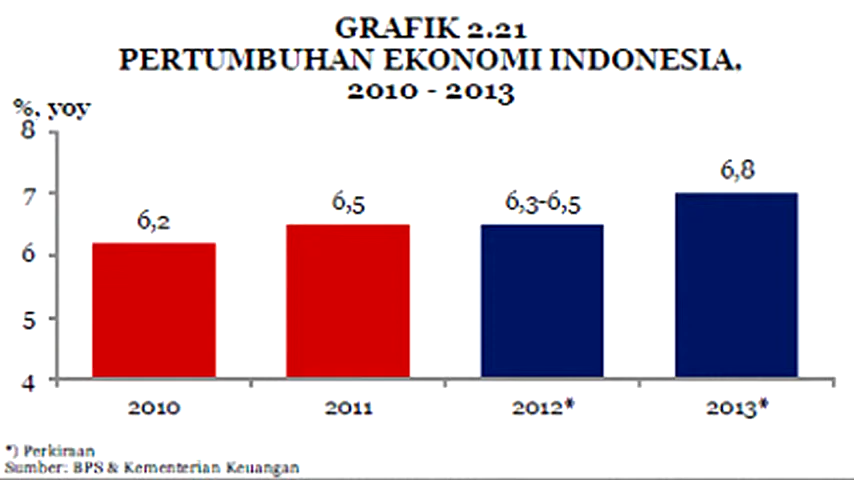 GRAFIK 2.21
PERTUMBUHAN EKONOMI INDONESIA.
2010 - 2013
%, yoy
8
7
6
5
4
6,2
6,5
6,3-6,5
6,8
2010
2011
2012*
2013*
*) Perkiraan
Sumber: BPS & Kementerian Keuangan